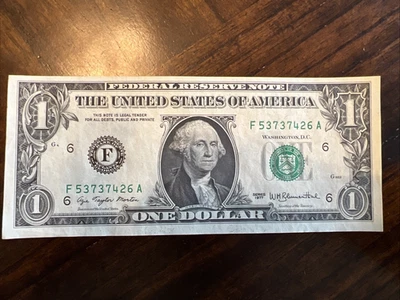 FEDERAL RESERVE NOTE
1 THE UNITED STATES OF AMERICA 1
THIS NOTE IS LEGAL TENDER
FOR ALL DEBTS, PUBLIC AND PRIVATE
F 53737426 A
WASHINGTON, D.C.
6 F 6
F 53737426 A
6 6
SERIES
1977
1 ONE DOLLAR 1